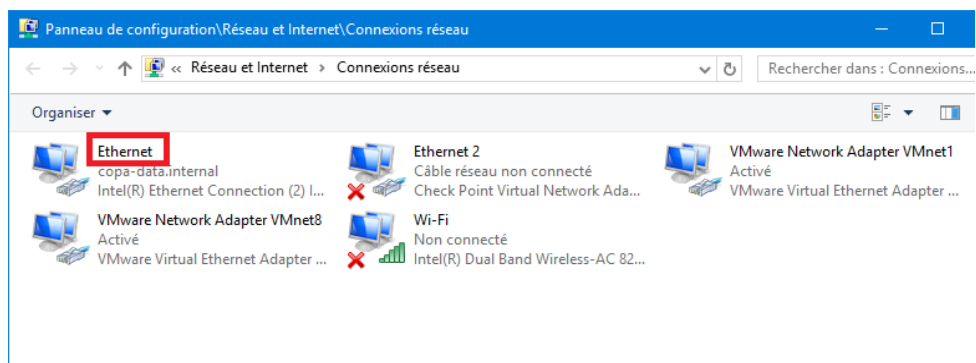 Panneau de configuration\Réseau et Internet\Connexions réseau
« Réseau et Internet > Connexions réseau
Rechercher dans : Connexions...
Organiser
Ethernet
copa-data.internal
Intel(R) Ethernet Connection (2) I...
Ethernet 2
Câble réseau non connecté
Check Point Virtual Network Ada...
VMware Network Adapter VMnet1
Activé
VMware Virtual Ethernet Adapter ...
VMware Network Adapter VMnet8
Activé
VMware Virtual Ethernet Adapter ...
Wi-Fi
Non connecté
Intel(R) Dual Band Wireless-AC 82...